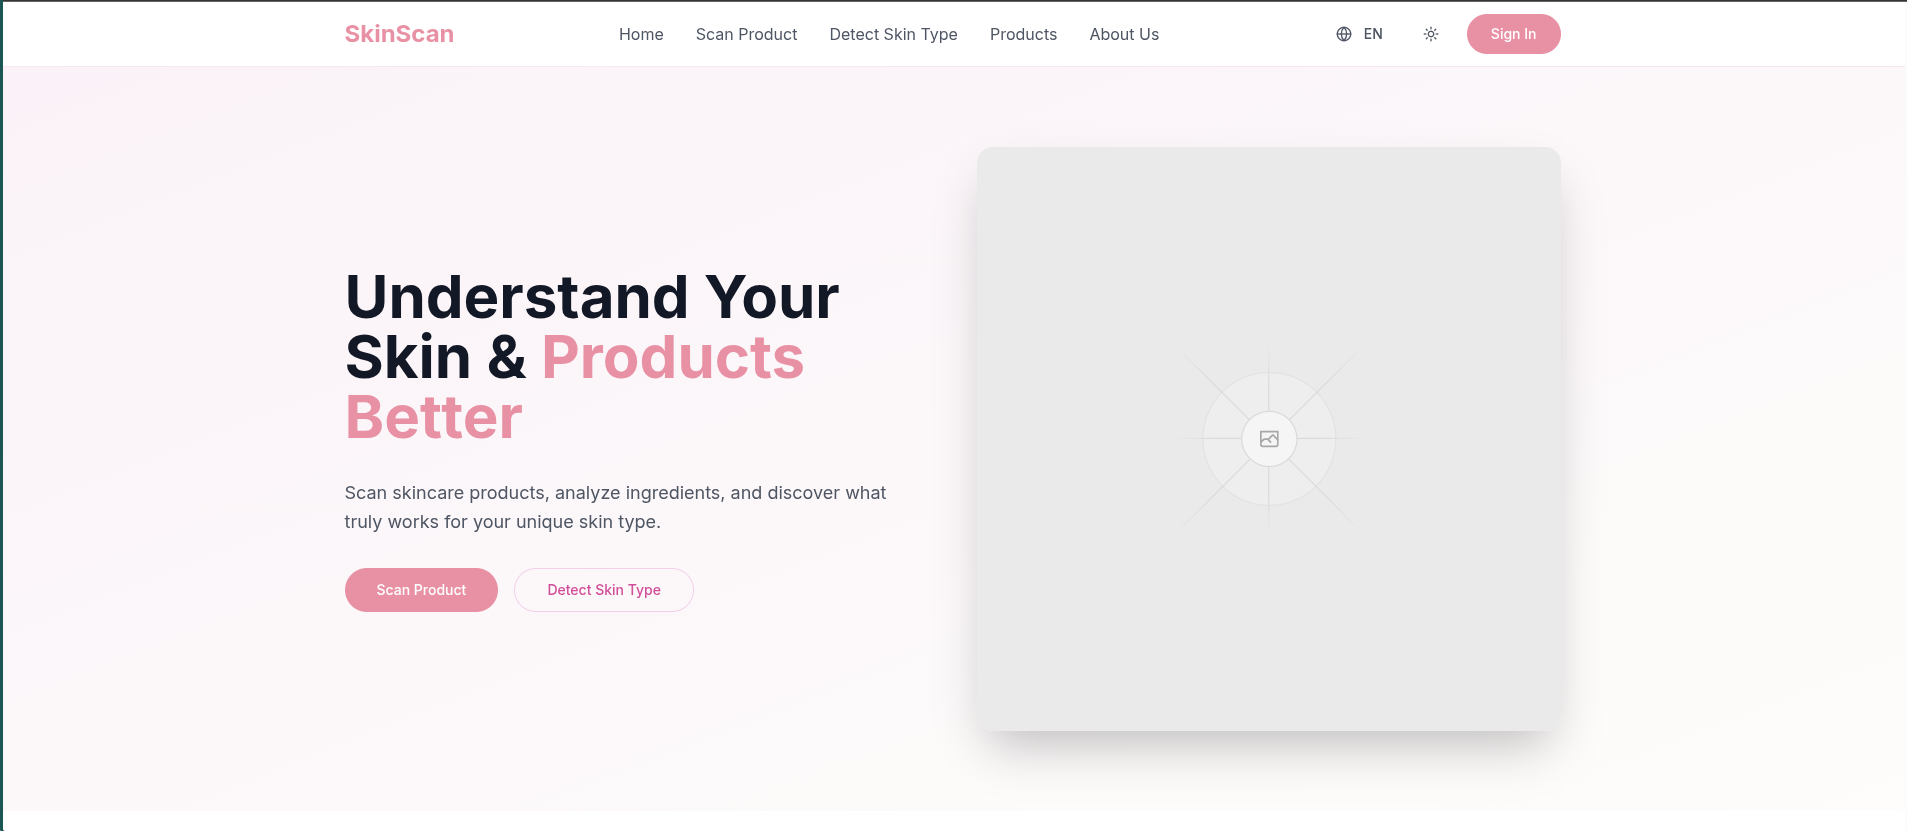 SkinScan
Home
Scan Product
Detect Skin Type
Products
About Us
EN
Sign In
Understand Your
Skin & Products
Better
Scan skincare products, analyze ingredients, and discover what
truly works for your unique skin type.
Scan Product
Detect Skin Type